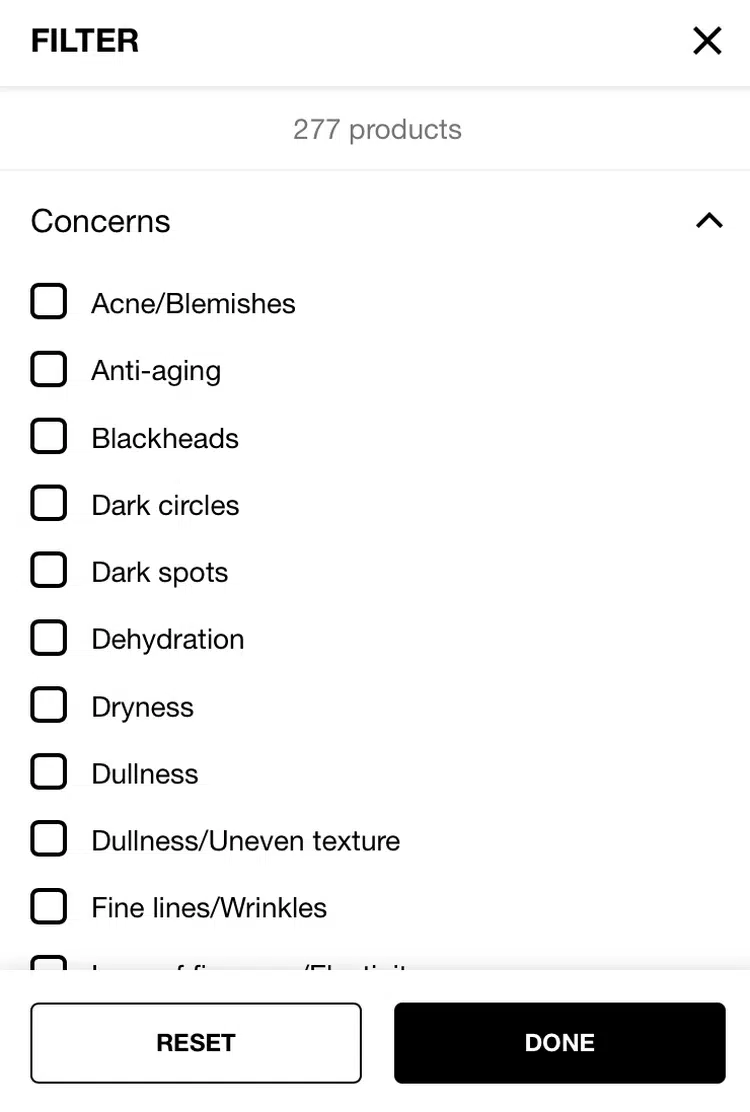 FILTER
277 products
Concerns
Acne/Blemishes
Anti-aging
Blackheads
Dark circles
Dark spots
Dehydration
Dryness
Dullness
Dullness/Uneven texture
Fine lines/Wrinkles
RESET
DONE